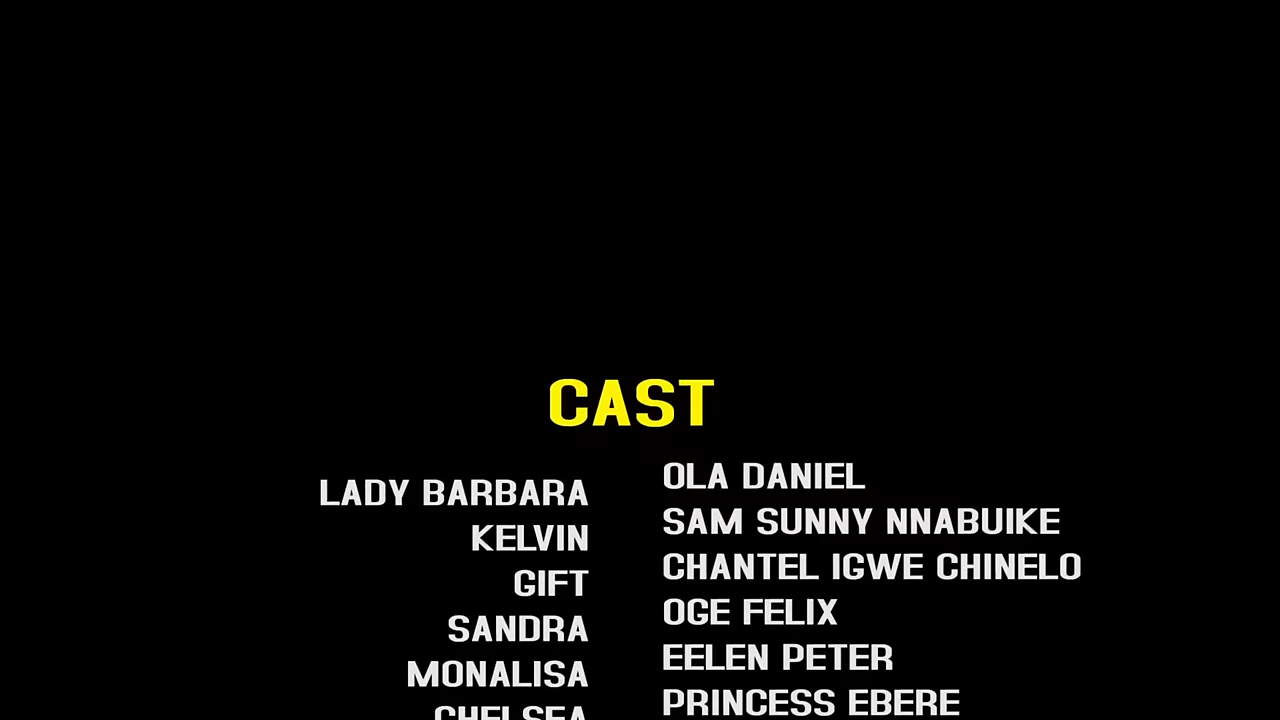 CAST
LADY BARBARA OLA DANIEL
KELVIN SAM SUNNY NNABUIKE
GIFT CHANTEL IGWE CHINELO
SANDRA OGE FELIX
MONALISA EELEN PETER
CHELSEA PRINCESS EBERE